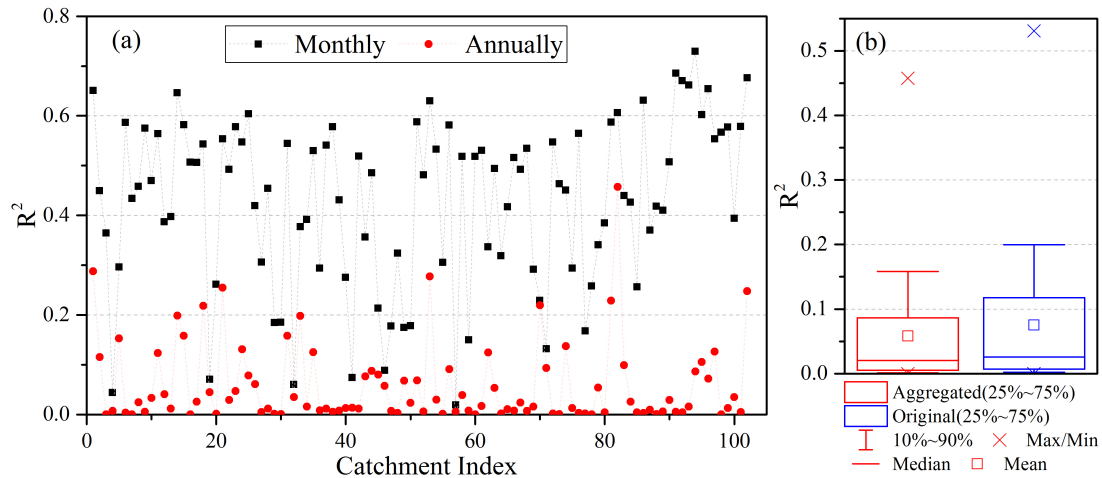 (a)
Monthly
Annually
0.8
0.6
0.4
0.2
0.0
R²
0
20
40
60
80
100
Catchment Index
(b)
0.5
0.4
0.3
0.2
0.1
0.0
R²
Aggregated(25%~75%)
Original(25%~75%)
10%~90%
Max/Min
Median
Mean